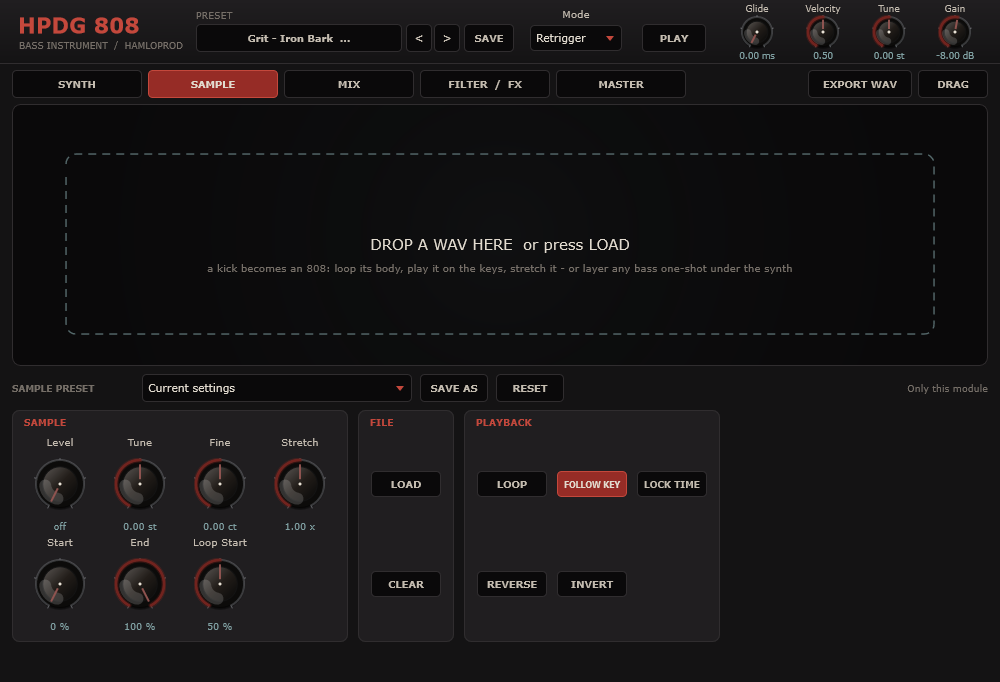 HPDG 808
BASS INSTRUMENT / HAMLOPROD
PRESET
Grit - Iron Bark ...
<
>
SAVE
Mode
Retrigger
PLAY
Glide
Velocity
Tune
Gain
0.00 ms
0.50
0.00 st
-8.00 dB
SYNTH
SAMPLE
MIX
FILTER / FX
MASTER
EXPORT WAV
DRAG
DROP A WAV HERE or press LOAD
a kick becomes an 808: loop its body, play it on the keys, stretch it - or layer any bass one-shot under the synth
SAMPLE PRESET
Current settings
SAVE AS
RESET
Only this module
SAMPLE
Level
Tune
Fine
Stretch
off
0.00 st
0.00 ct
1.00 x
Start
End
Loop Start
0 %
100 %
50 %
FILE
LOAD
CLEAR
PLAYBACK
LOOP
FOLLOW KEY
LOCK TIME
REVERSE
INVERT